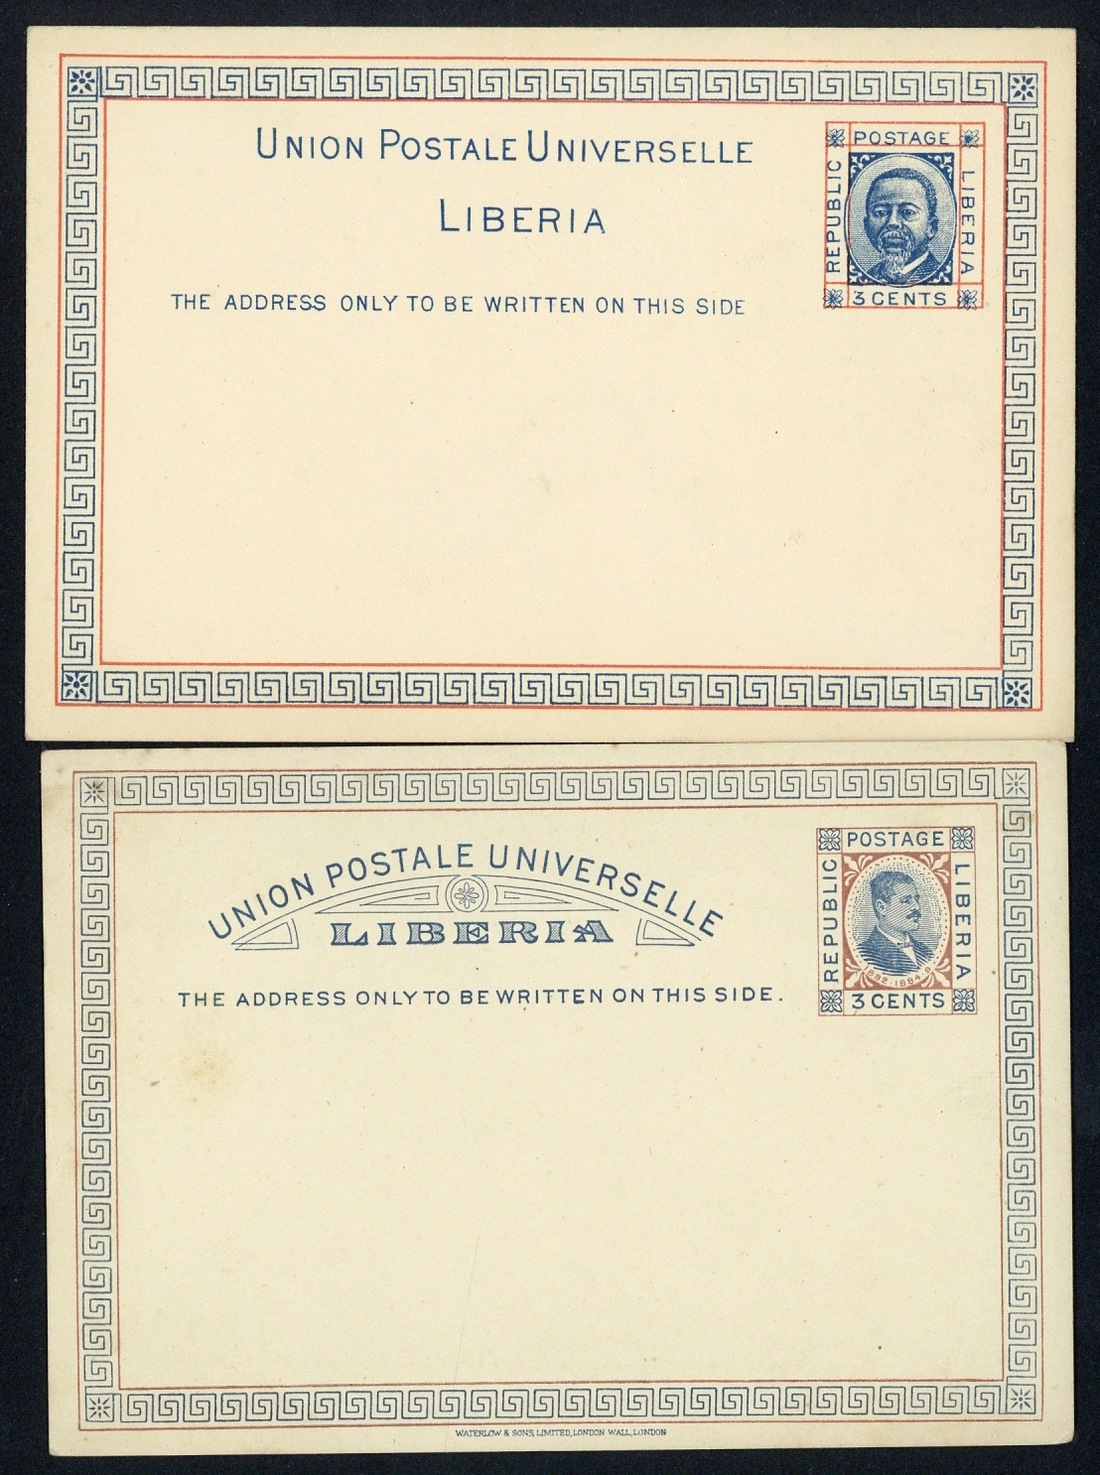 UNION POSTALE UNIVERSELLE
LIBERIA
THE ADDRESS ONLY TO BE WRITTEN ON THIS SIDE
POSTAGE
REPUBLIC
LIBERIA
3 CENTS
UNION POSTALE UNIVERSELLE
LIBERIA
THE ADDRESS ONLY TO BE WRITTEN ON THIS SIDE.
POSTAGE
REPUBLIC
LIBERIA
3 CENTS
WATERLOW & SONS, LIMITED, LONDON WALL, LONDON